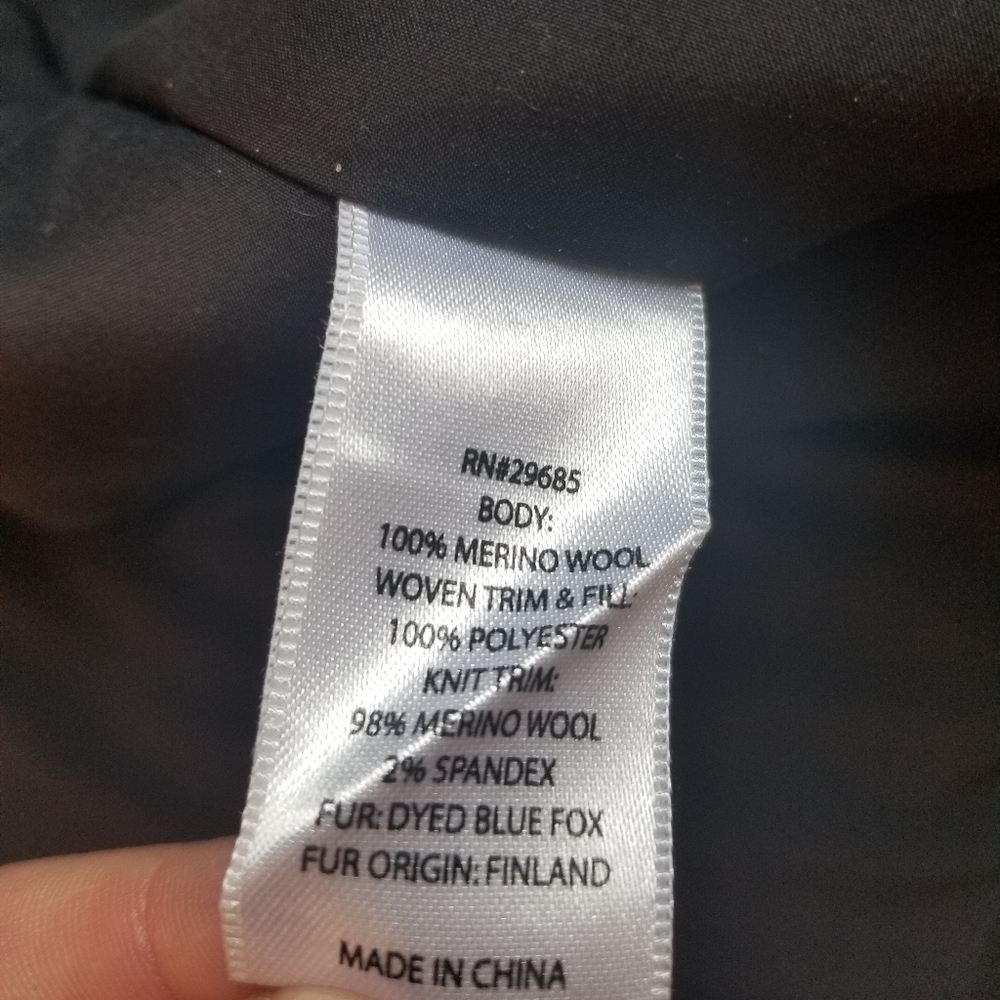 RN#29685
BODY:
100% MERINO WOOL
WOVEN TRIM & FILL:
100% POLYESTER
KNIT TRIM:
98% MERINO WOOL
2% SPANDEX
FUR: DYED BLUE FOX
FUR ORIGIN: FINLAND
MADE IN CHINA